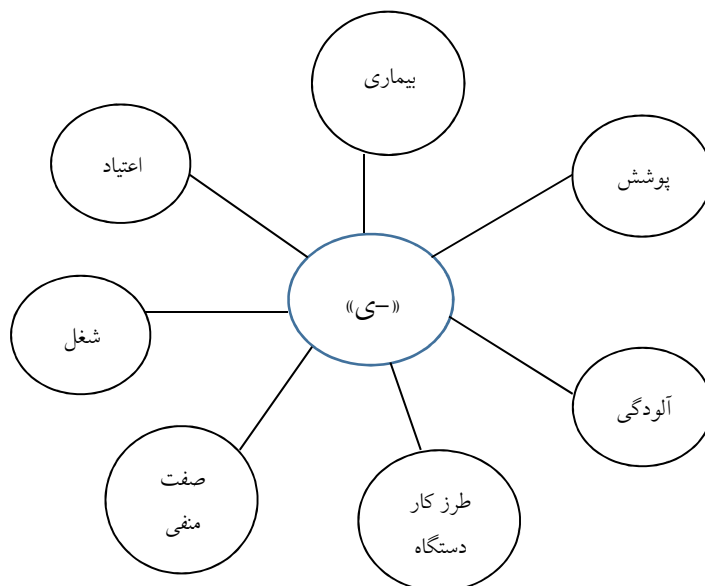 بیماری
پوشش
اعتیاد
«-ی»
شغل
آلودگی
صفت
منفی
طرز کار
دستگاه